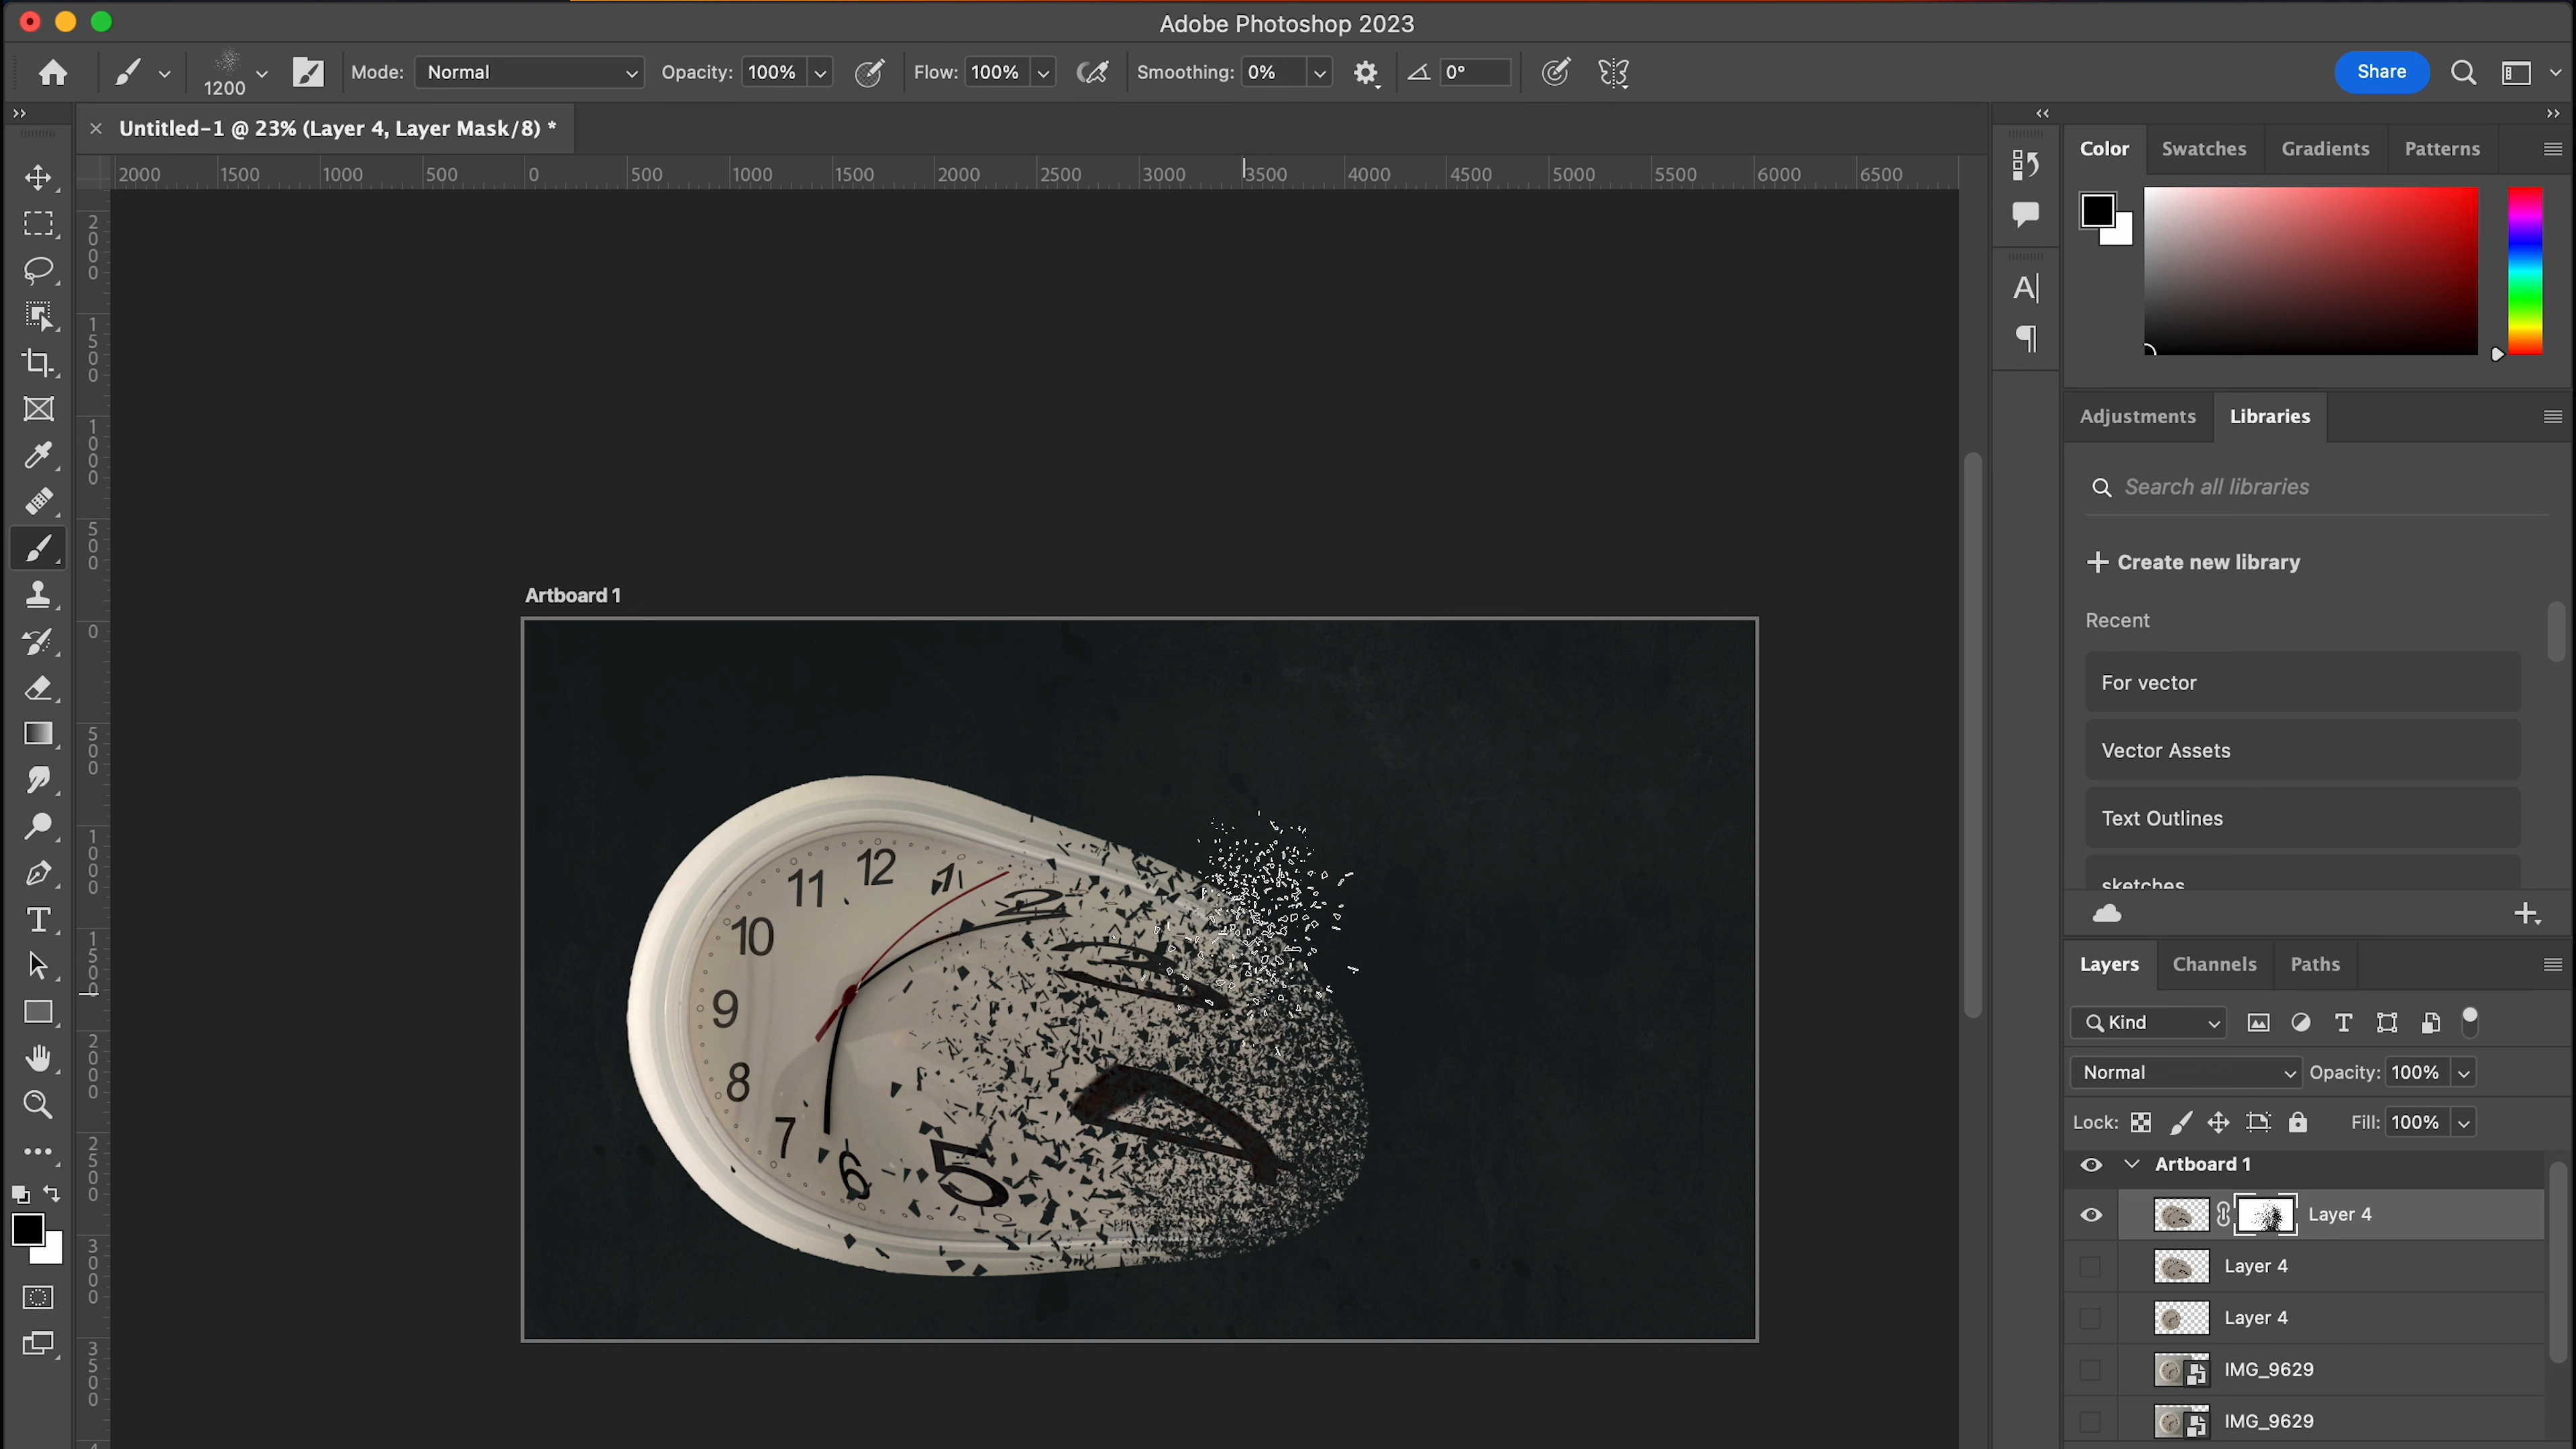 Adobe Photoshop 2023
1200
Mode: Normal Opacity: 100% Flow: 100% Smoothing: 0% 0°
Share
Untitled-1 @ 23% (Layer 4, Layer Mask/8) *
2000 1500 1000 500 0 500 1000 1500 2000 2500 3000 3500 4000 4500 5000 5500 6000 6500
2000
1500
1000
500
0
500
1000
1500
2000
2500
3000
3500
Artboard 1
12
11
1
2
10
9
8
7
6
5
Color Swatches Gradients Patterns
Adjustments Libraries
Search all libraries
Create new library
Recent
For vector
Vector Assets
Text Outlines
sketches
Layers Channels Paths
Kind
Normal Opacity: 100%
Lock: Fill: 100%
Artboard 1
Layer 4
Layer 4
Layer 4
IMG_9629
IMG_9629